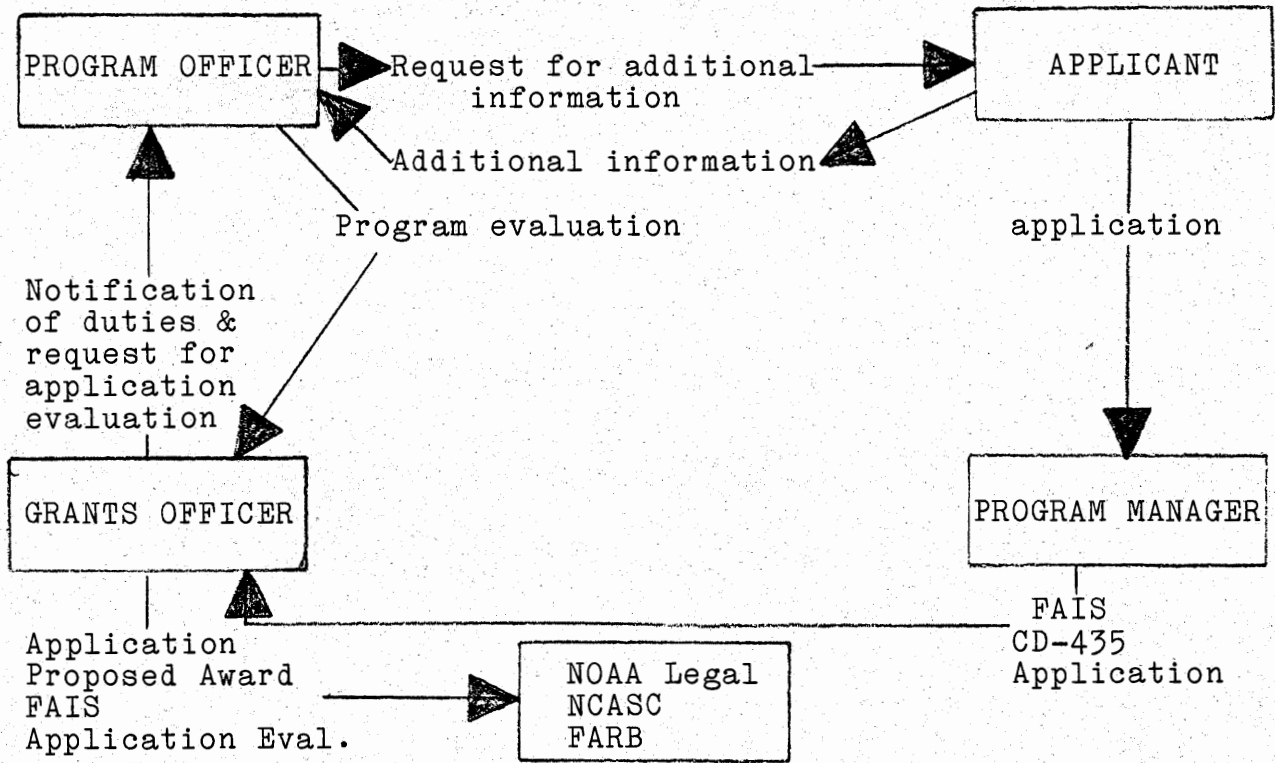 PROGRAM OFFICER
Request for additional
information
APPLICANT
Additional information
Program evaluation
application
Notification
of duties &
request for
application
evaluation
GRANTS OFFICER
PROGRAM MANAGER
FAIS
CD-435
Application
Application
Proposed Award
FAIS
Application Eval.
NOAA Legal
NCASC
FARB